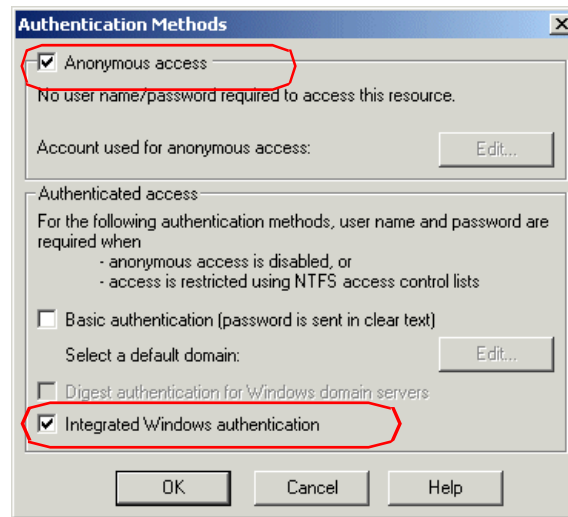 Authentication Methods
Anonymous access
No user name/password required to access this resource.
Account used for anonymous access:
Edit...
Authenticated access
For the following authentication methods, user name and password are
required when
- anonymous access is disabled, or
- access is restricted using NTFS access control lists
Basic authentication (password is sent in clear text)
Select a default domain:
Edit...
Digest authentication for Windows domain servers
Integrated Windows authentication
OK
Cancel
Help